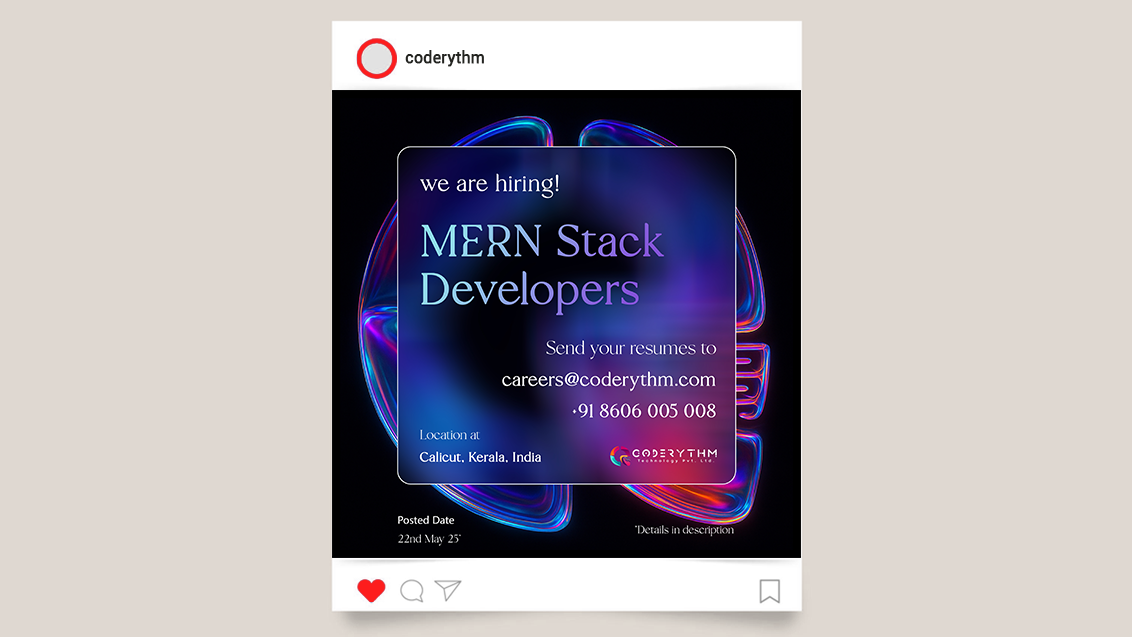 coderythm
we are hiring!
MERN Stack
Developers
Send your resumes to
careers@coderythm.com
+91 8606 005 008
Location at
Calicut, Kerala, India
CODERYTHM
Technology Pvt. Ltd.
Posted Date
22nd May 25'
*Details in description